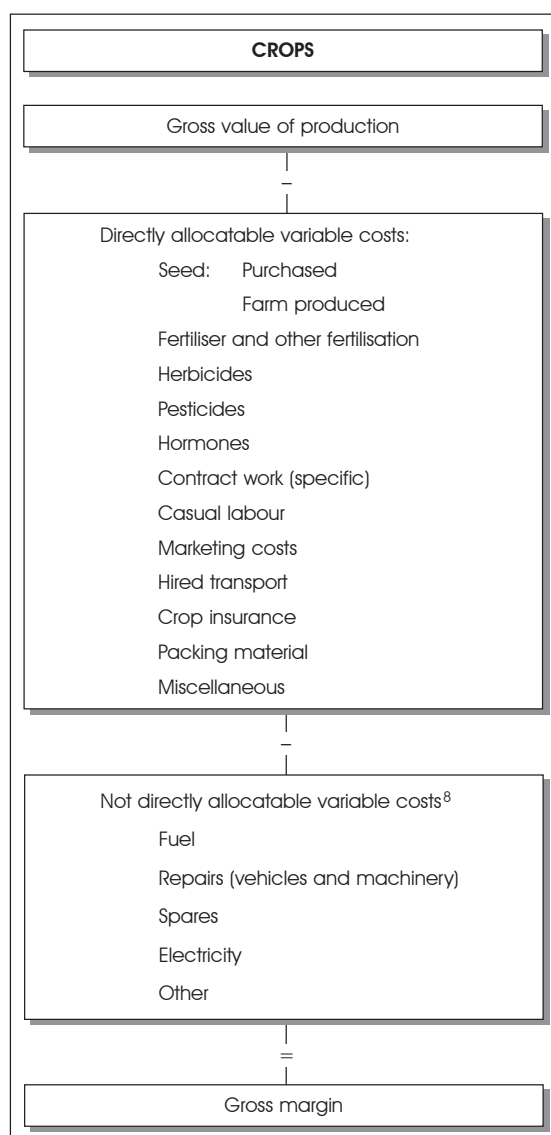 CROPS
Gross value of production
–
Directly allocatable variable costs:
Seed: Purchased
Farm produced
Fertiliser and other fertilisation
Herbicides
Pesticides
Hormones
Contract work (specific)
Casual labour
Marketing costs
Hired transport
Crop insurance
Packing material
Miscellaneous
–
Not directly allocatable variable costs⁸
Fuel
Repairs (vehicles and machinery)
Spares
Electricity
Other
=
Gross margin